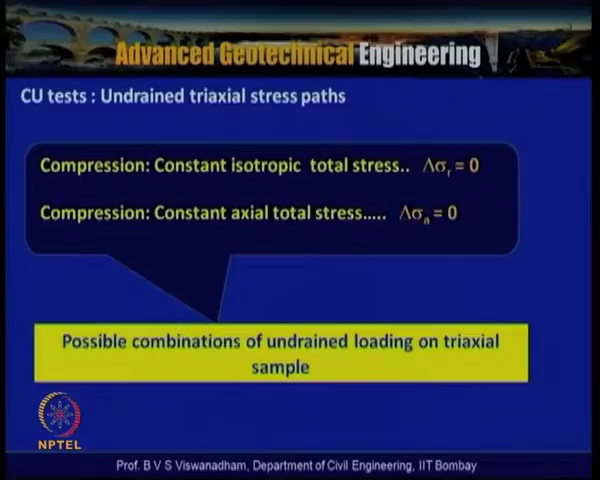 Advanced Geotechnical Engineering
CU tests : Undrained triaxial stress paths
Compression: Constant isotropic total stress.. Λσr = 0
Compression: Constant axial total stress..... Λσa = 0
Possible combinations of undrained loading on triaxial
sample
NPTEL
Prof. B V S Viswanadham, Department of Civil Engineering, IIT Bombay